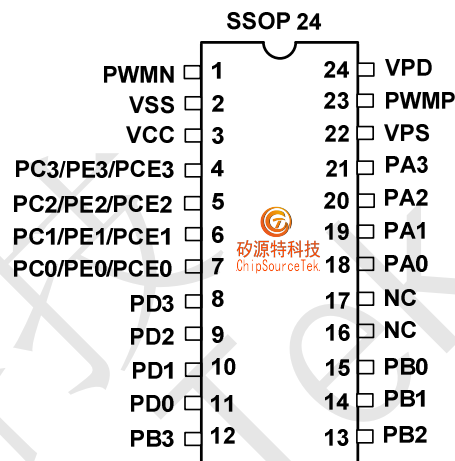 SSOP 24
PWMN 1 24 VPD
VSS 2 23 PWMP
VCC 3 22 VPS
PC3/PE3/PCE3 4 21 PA3
PC2/PE2/PCE2 5 20 PA2
PC1/PE1/PCE1 6 19 PA1
PC0/PE0/PCE0 7 18 PA0
矽源特科技
ChipSourceTek
PD3 8 17 NC
PD2 9 16 NC
PD1 10 15 PB0
PD0 11 14 PB1
PB3 12 13 PB2